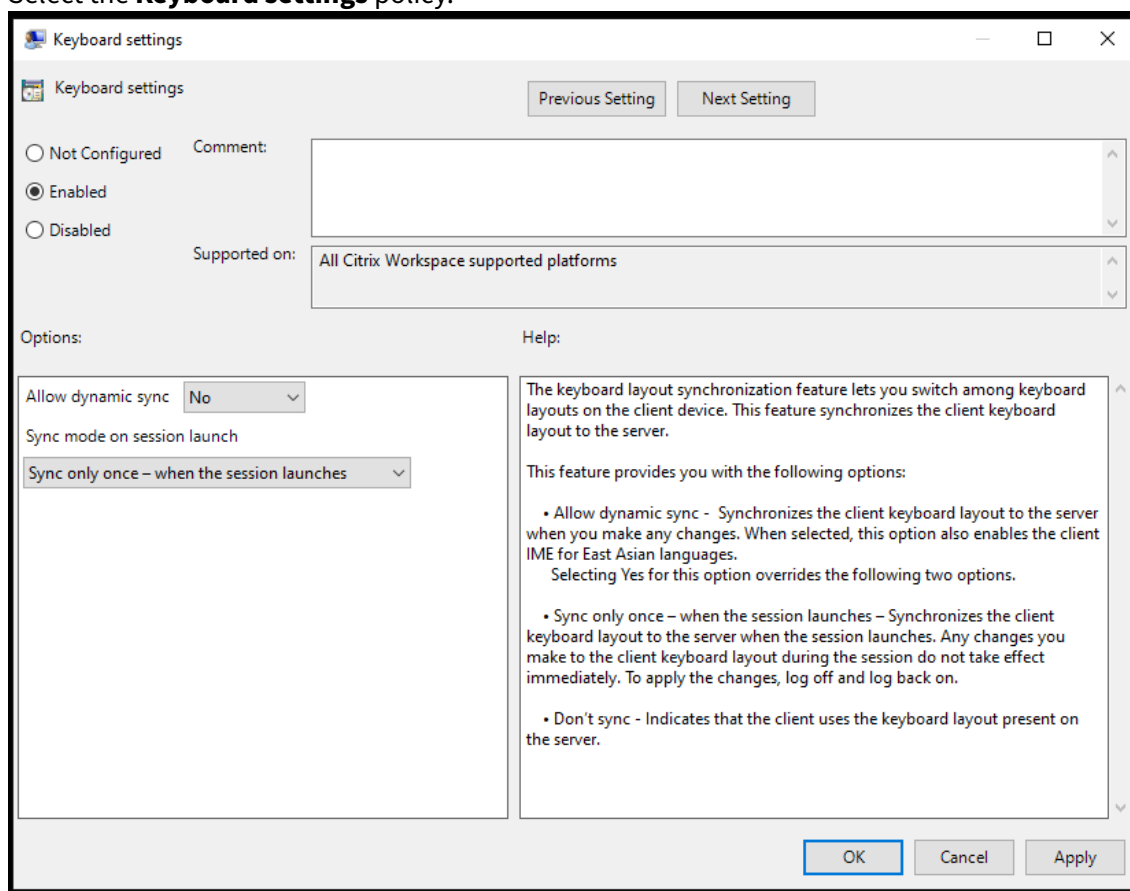 Select the Keyboard settings policy.
Keyboard settings
Keyboard settings
Previous Setting
Next Setting
Not Configured
Comment:
Enabled
Disabled
Supported on:
All Citrix Workspace supported platforms
Options:
Help:
Allow dynamic sync
No
Sync mode on session launch
Sync only once – when the session launches
The keyboard layout synchronization feature lets you switch among keyboard
layouts on the client device. This feature synchronizes the client keyboard
layout to the server.
This feature provides you with the following options:
• Allow dynamic sync - Synchronizes the client keyboard layout to the server
when you make any changes. When selected, this option also enables the client
IME for East Asian languages.
Selecting Yes for this option overrides the following two options.
• Sync only once – when the session launches – Synchronizes the client
keyboard layout to the server when the session launches. Any changes you
make to the client keyboard layout during the session do not take effect
immediately. To apply the changes, log off and log back on.
• Don't sync - Indicates that the client uses the keyboard layout present on
the server.
OK
Cancel
Apply